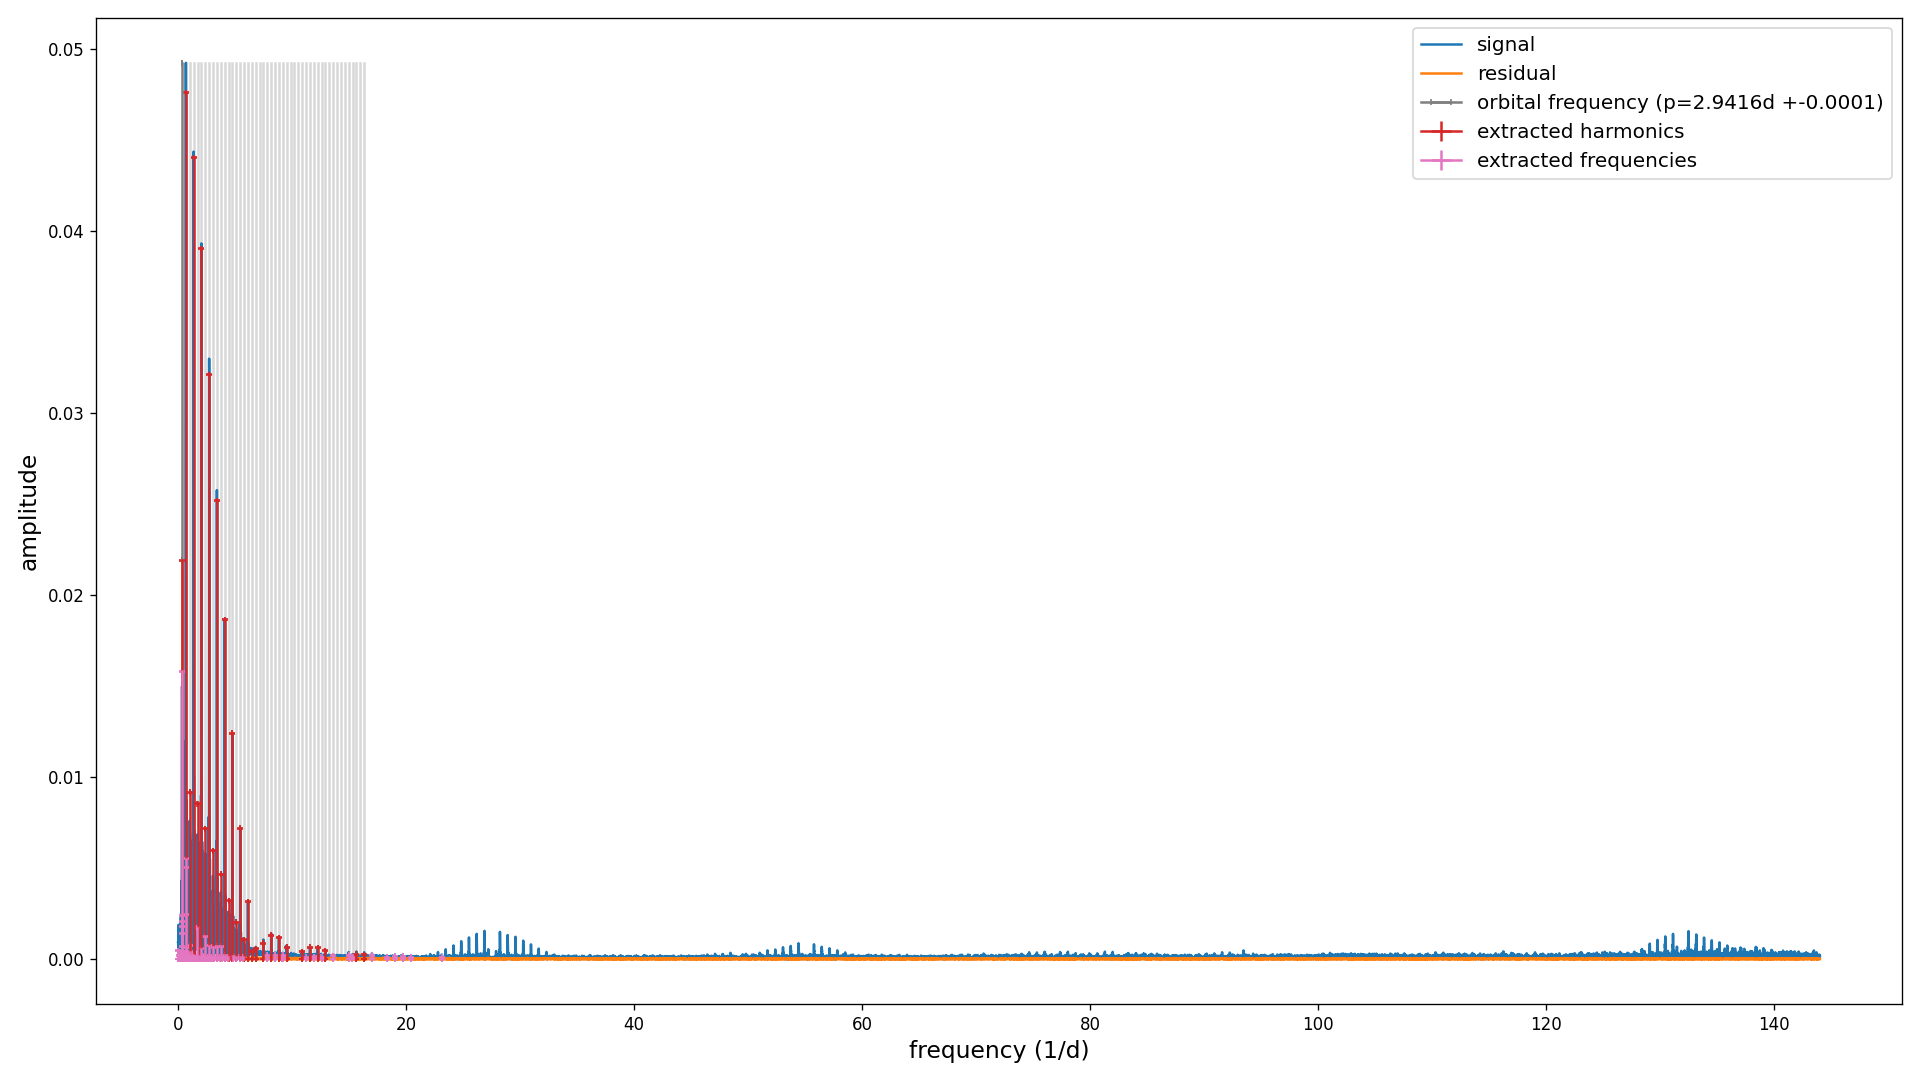 signal
residual
orbital frequency (p=2.9416d +-0.0001)
extracted harmonics
extracted frequencies
0.05
0.04
0.03
0.02
0.01
0.00
amplitude
0 20 40 60 80 100 120 140
frequency (1/d)